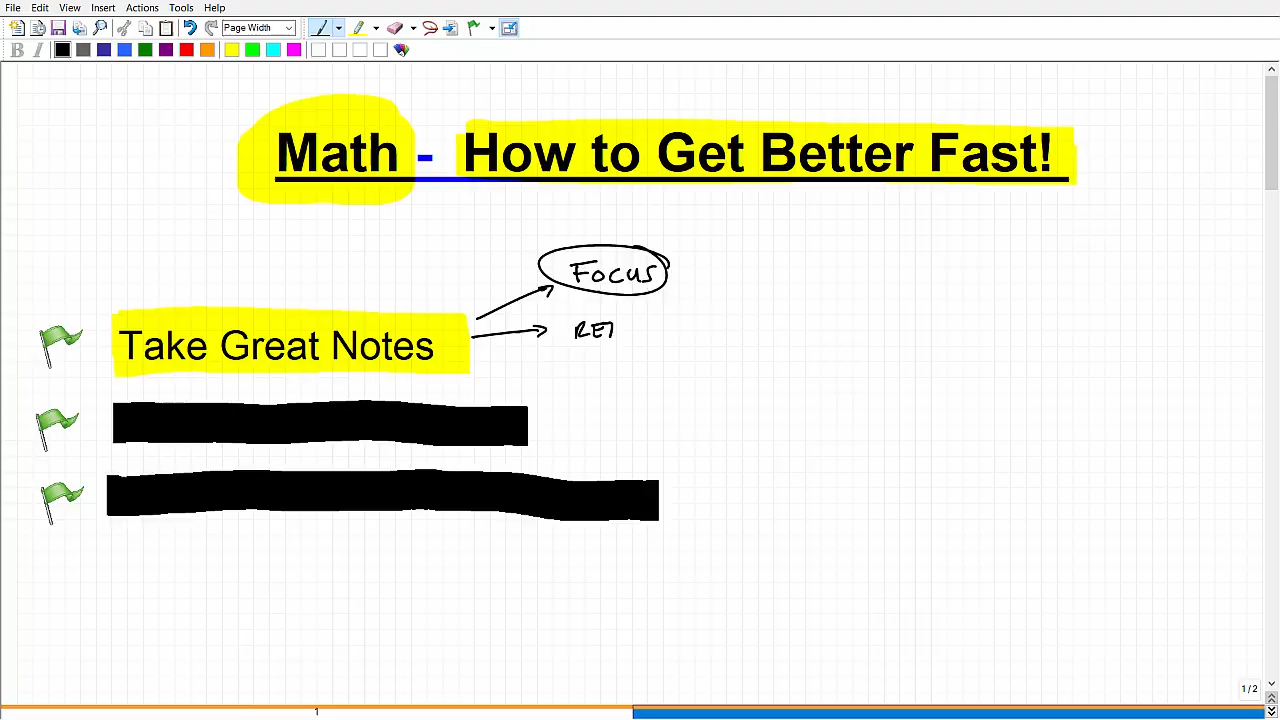 File Edit View Insert Actions Tools Help
Page Width
B I
Math - How to Get Better Fast!
Focus
Take Great Notes
RET
1/2
1